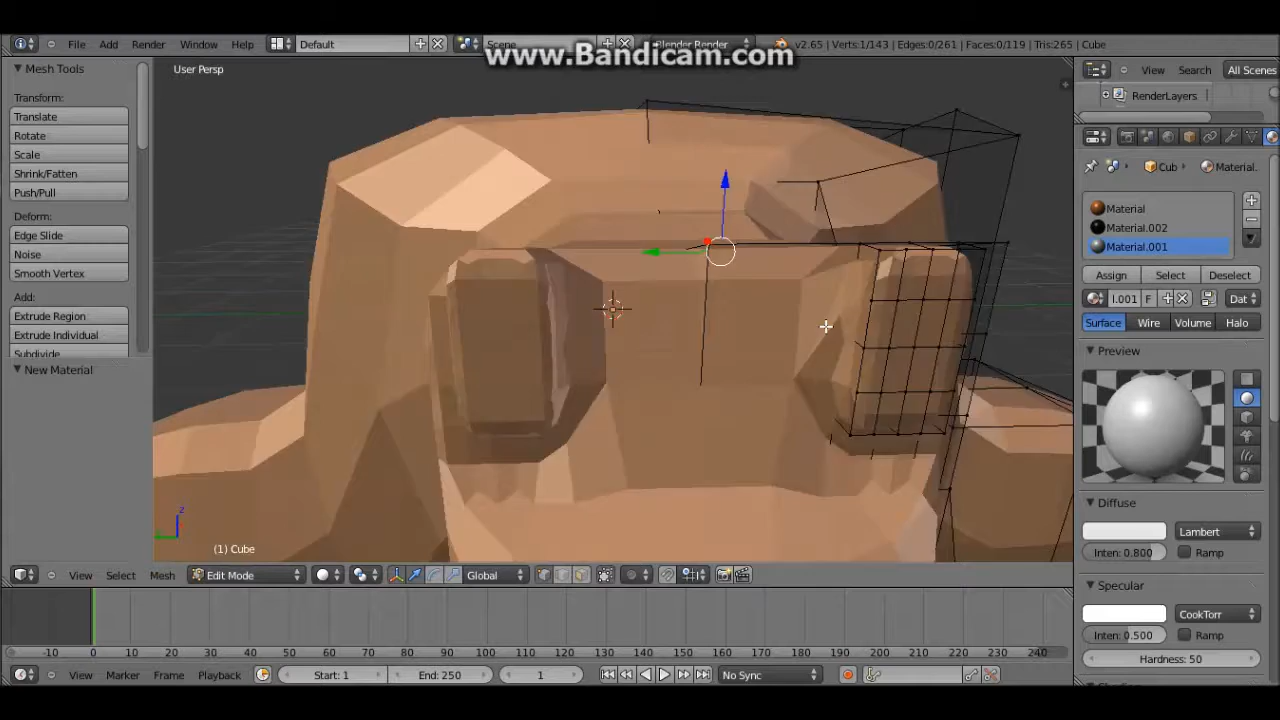 www.Bandicam.com
File Add Render Window Help Default Scene Blender Render v2.65 | Verts:1/143 | Edges:0/261 | Faces:0/119 | Tris:265 | Cube
Mesh Tools
User Persp
View Search All Scenes
RenderLayers
Transform:
Translate
Rotate
Scale
Shrink/Fatten
Push/Pull
Deform:
Edge Slide
Noise
Smooth Vertex
Add:
Extrude Region
Extrude Individual
Subdivide
New Material
Cub Material.
Material
Material.002
Material.001
Assign Select Deselect
I.001 F Dat
Surface Wire Volume Halo
Preview
Diffuse
Lambert
Inten: 0.800 Ramp
Specular
CookTorr
Inten: 0.500 Ramp
Hardness: 50
z
(1) Cube
View Select Mesh Edit Mode Global
-10 0 10 20 30 40 50 60 70 80 90 100 110 120 130 140 150 160 170 180 190 200 210 220 230 240
View Marker Frame Playback Start: 1 End: 250 1 No Sync